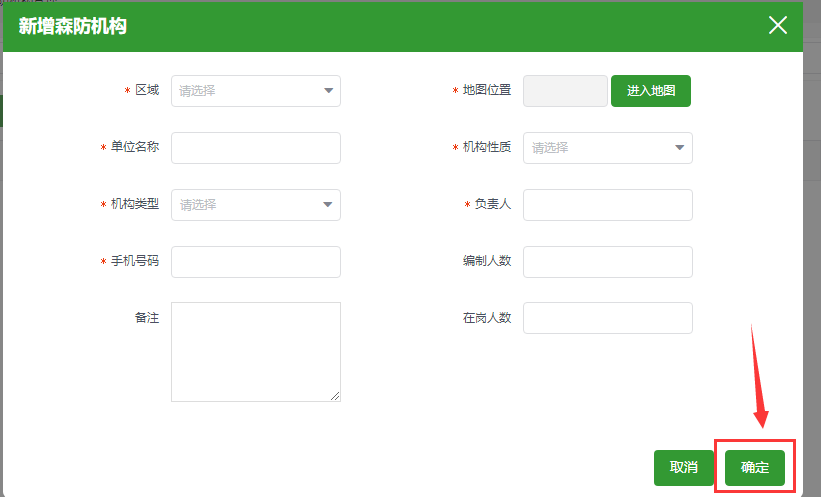 新增森防机构
* 区域 请选择 * 地图位置 进入地图
* 单位名称 * 机构性质 请选择
* 机构类型 请选择 * 负责人
* 手机号码 编制人数
备注 在岗人数
取消 确定